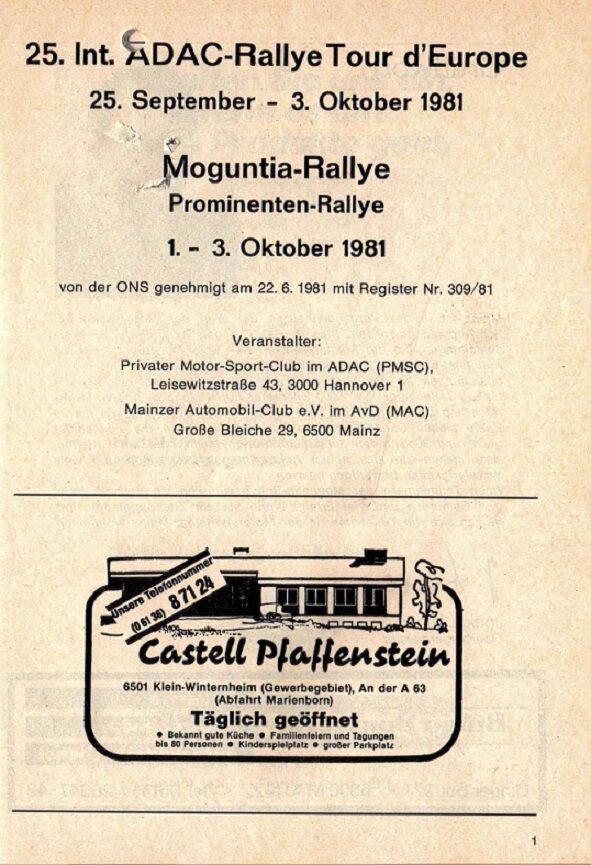 25. Int. ADAC-Rallye Tour d'Europe
25. September – 3. Oktober 1981
Moguntia-Rallye
Prominenten-Rallye
1. – 3. Oktober 1981
von der ONS genehmigt am 22. 6. 1981 mit Register Nr. 309/81
Veranstalter:
Privater Motor-Sport-Club im ADAC (PMSC),
Leisewitzstraße 43, 3000 Hannover 1
Mainzer Automobil-Club e.V. im AvD (MAC)
Große Bleiche 29, 6500 Mainz
Unsere Telefonnummer
(0 61 36) 8 71 24
Castell Pfaffenstein
6501 Klein-Winternheim (Gewerbegebiet), An der A 63
(Abfahrt Marienborn)
Täglich geöffnet
• Bekannt gute Küche • Familienfeiern und Tagungen
bis 80 Personen • Kinderspielplatz • großer Parkplatz
1